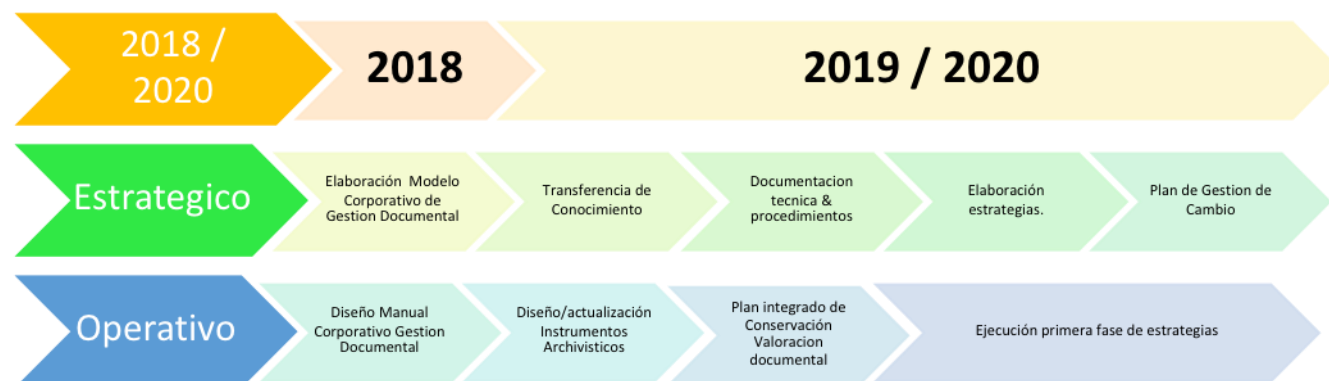 2018 /
2020
2018
2019 / 2020
Estrategico
Elaboración Modelo
Corporativo de
Gestion Documental
Transferencia de
Conocimiento
Documentacion
tecnica &
procedimientos
Elaboración
estrategias.
Plan de Gestion de
Cambio
Operativo
Diseño Manual
Corporativo Gestion
Documental
Diseño/actualización
Instrumentos
Archivisticos
Plan integrado de
Conservación
Valoracion
documental
Ejecución primera fase de estrategias